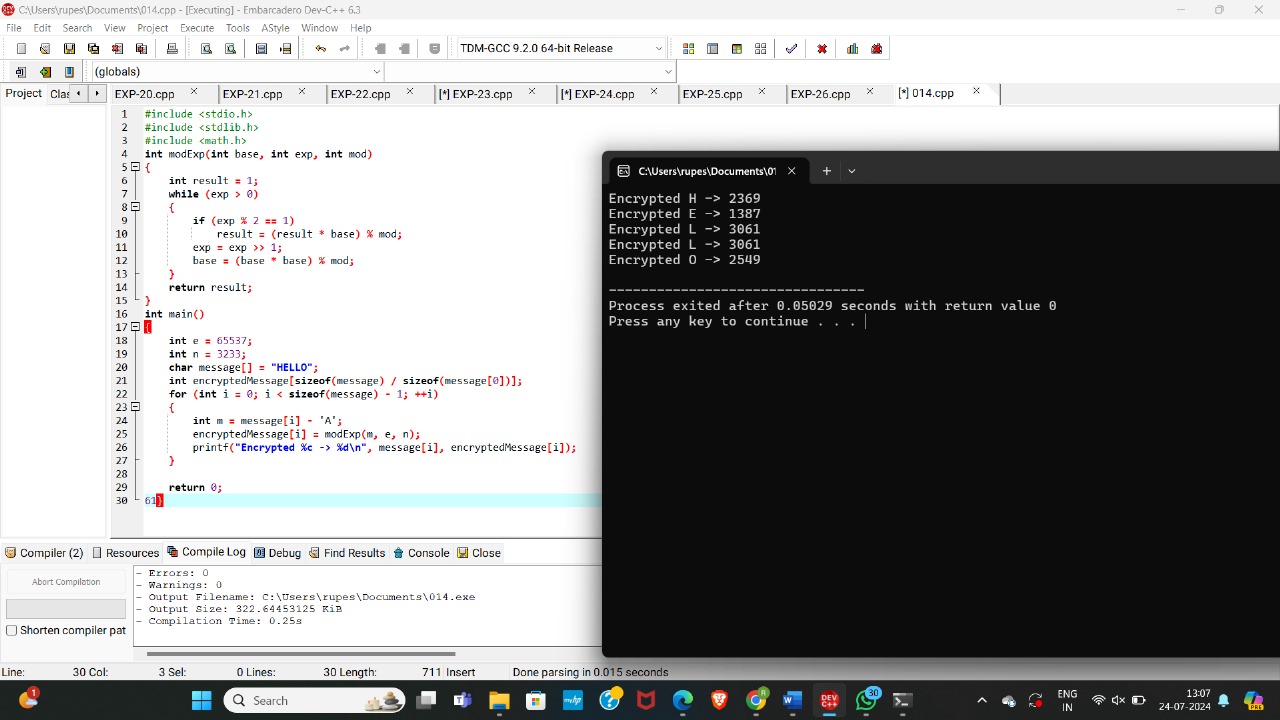 C:\Users\rupes\Documents\014.cpp - [Executing] - Embarcadero Dev-C++ 6.3
File Edit Search View Project Execute Tools AStyle Window Help
TDM-GCC 9.2.0 64-bit Release
(globals)
Project Clas EXP-20.cpp EXP-21.cpp EXP-22.cpp [*] EXP-23.cpp [*] EXP-24.cpp EXP-25.cpp EXP-26.cpp [*] 014.cpp
1 #include <stdio.h>
2 #include <stdlib.h>
3 #include <math.h>
4 int modExp(int base, int exp, int mod)
5 {
6 int result = 1;
7 while (exp > 0)
8 {
9 if (exp % 2 == 1)
10 result = (result * base) % mod;
11 exp = exp >> 1;
12 base = (base * base) % mod;
13 }
14 return result;
15 }
16 int main()
17 {
18 int e = 65537;
19 int n = 3233;
20 char message[] = "HELLO";
21 int encryptedMessage[sizeof(message) / sizeof(message[0])];
22 for (int i = 0; i < sizeof(message) - 1; ++i)
23 {
24 int m = message[i] - 'A';
25 encryptedMessage[i] = modExp(m, e, n);
26 printf("Encrypted %c -> %d\n", message[i], encryptedMessage[i]);
27 }
28
29 return 0;
30 61}
C:\Users\rupes\Documents\01
Encrypted H -> 2369
Encrypted E -> 1387
Encrypted L -> 3061
Encrypted L -> 3061
Encrypted O -> 2549
--------------------------------
Process exited after 0.05029 seconds with return value 0
Press any key to continue . . .
Compiler (2) Resources Compile Log Debug Find Results Console Close
Abort Compilation
Shorten compiler pat
- Errors: 0
- Warnings: 0
- Output Filename: C:\Users\rupes\Documents\014.exe
- Output Size: 322.64453125 KiB
- Compilation Time: 0.25s
Line: 30 Col: 3 Sel: 0 Lines: 30 Length: 711 Insert Done parsing in 0.015 seconds
1
Search
30
ENG
IN
13:07
24-07-2024